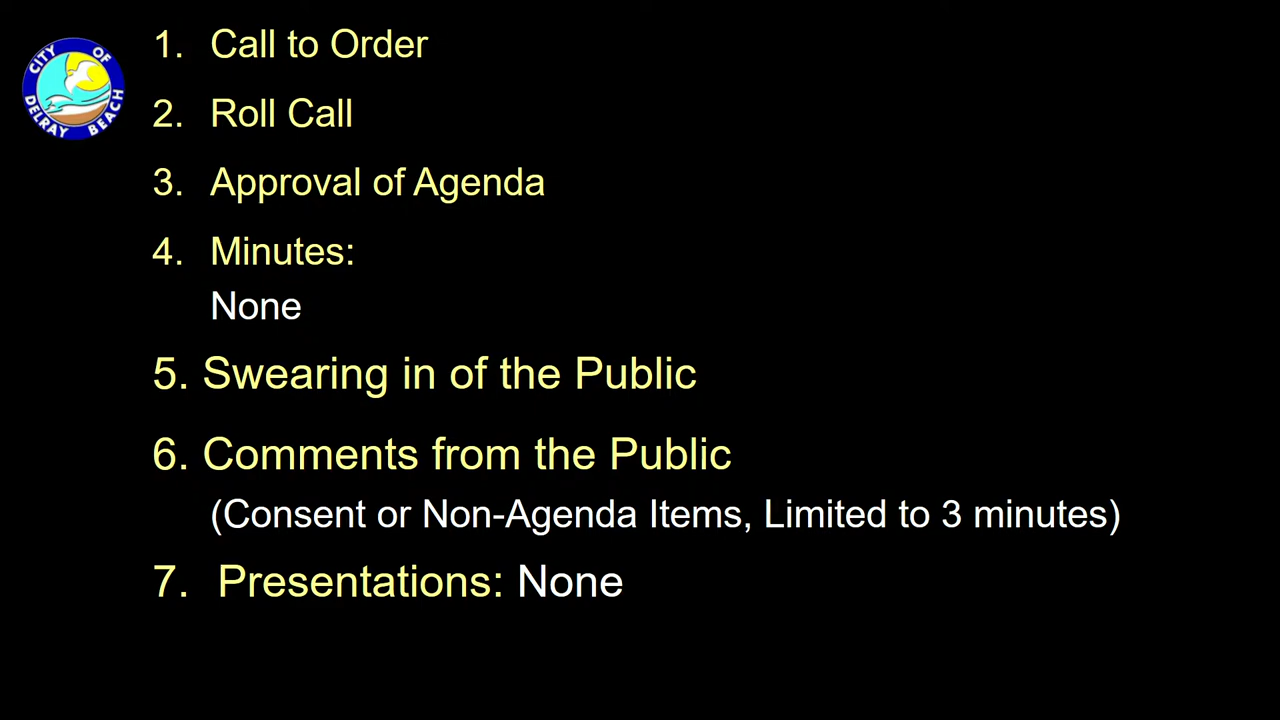 CITY OF
DELRAY BEACH
1. Call to Order
2. Roll Call
3. Approval of Agenda
4. Minutes:
None
5. Swearing in of the Public
6. Comments from the Public
(Consent or Non-Agenda Items, Limited to 3 minutes)
7. Presentations: None